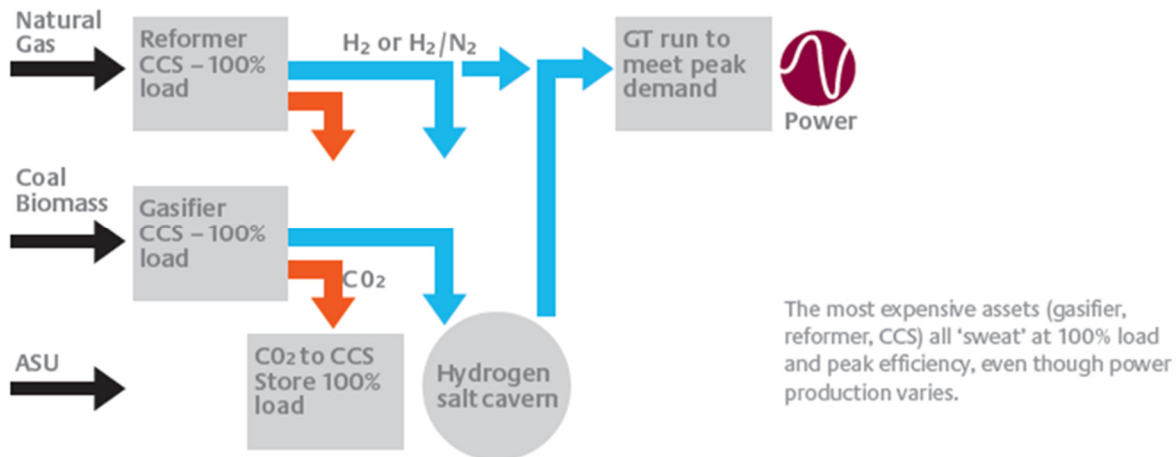 Natural
Gas
Reformer
CCS – 100%
load
H₂ or H₂/N₂
GT run to
meet peak
demand
Power
Coal
Biomass
Gasifier
CCS – 100%
load
CO₂
ASU
CO₂ to CCS
Store 100%
load
Hydrogen
salt cavern
The most expensive assets (gasifier,
reformer, CCS) all ‘sweat’ at 100% load
and peak efficiency, even though power
production varies.